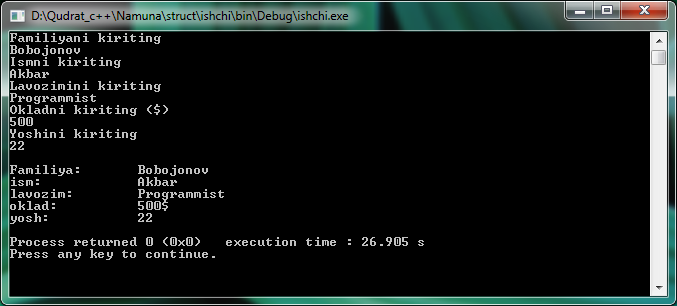 D:\Qudrat_c++\Namuna\struct\ishchi\bin\Debug\ishchi.exe
Familiyani kiriting
Bobojonov
Ismni kiriting
Akbar
Lavozimini kiriting
Programmist
Okladni kiriting ($)
500
Yoshini kiriting
22
Familiya: Bobojonov
ism: Akbar
lavozim: Programmist
oklad: 500$
yosh: 22
Process returned 0 (0x0) execution time : 26.905 s
Press any key to continue.